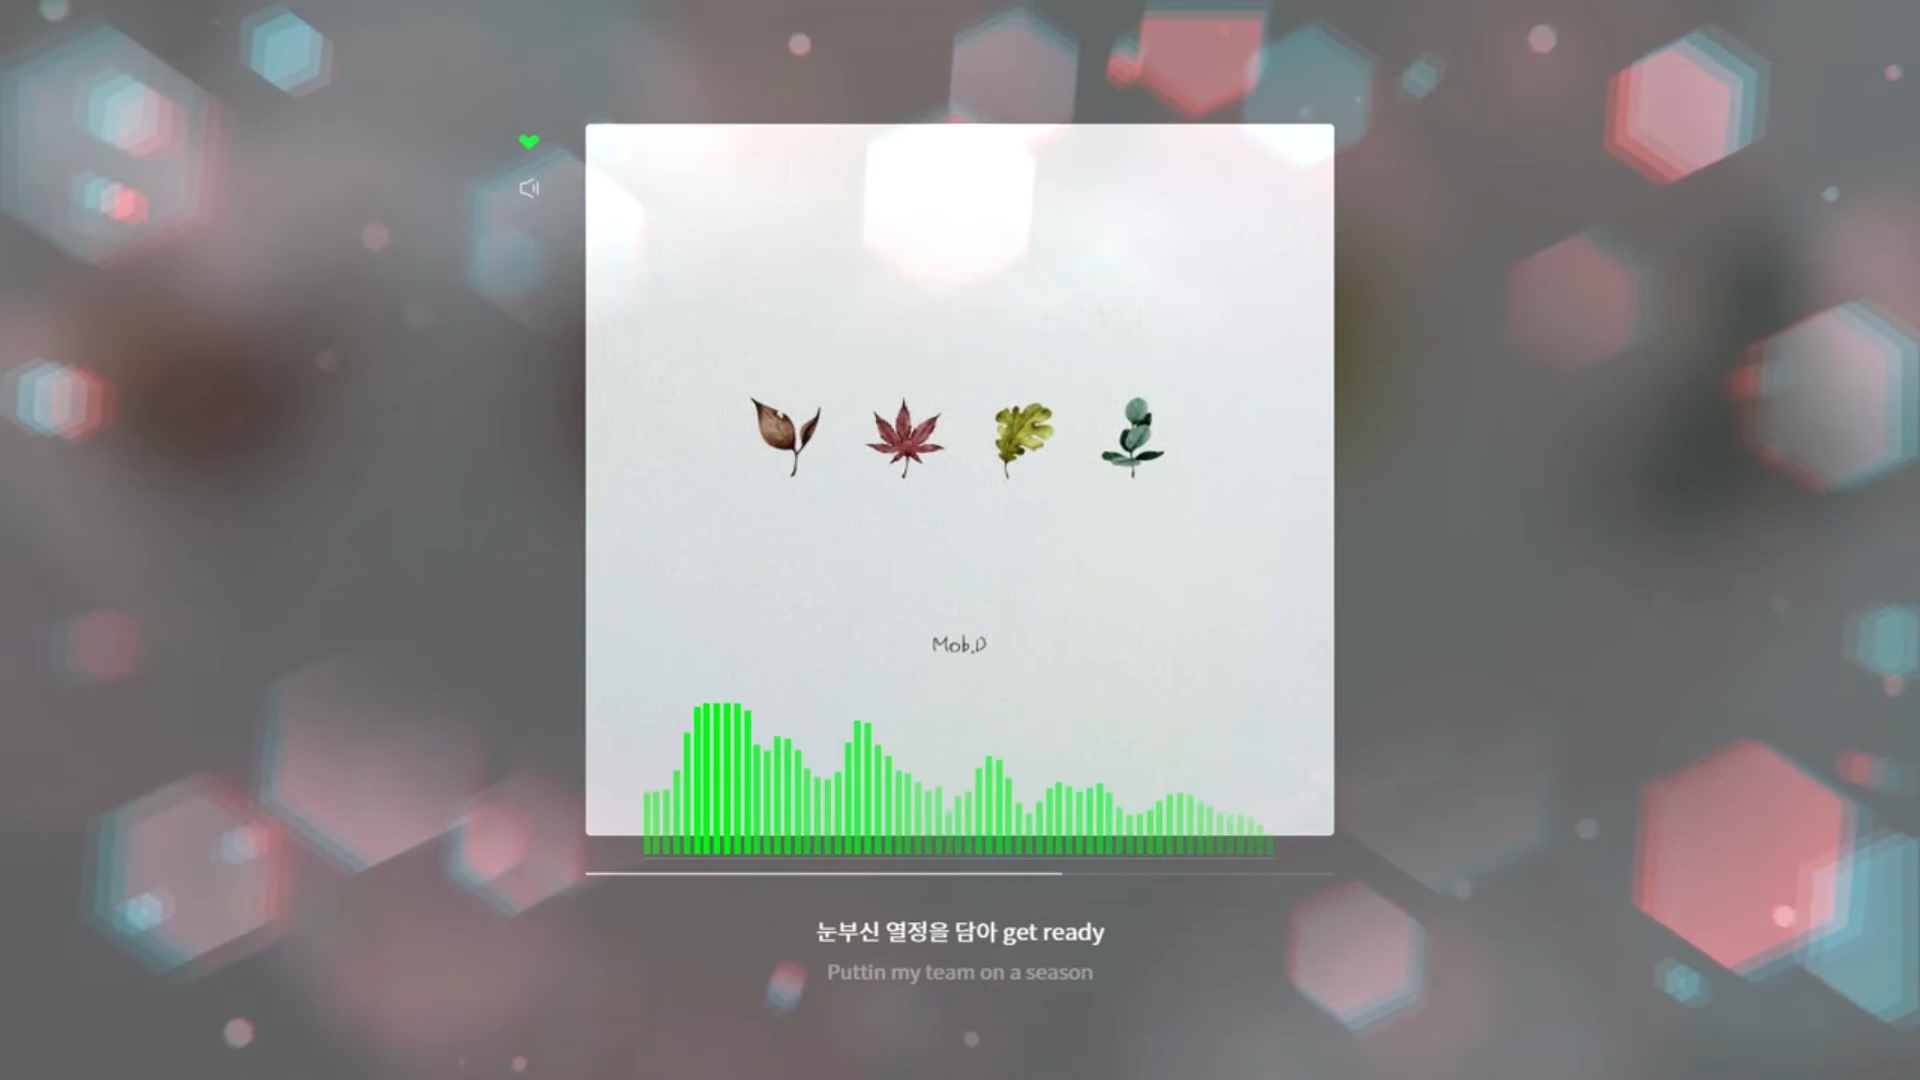 Mob.D
눈부신 열정을 담아 get ready
Puttin my team on a season